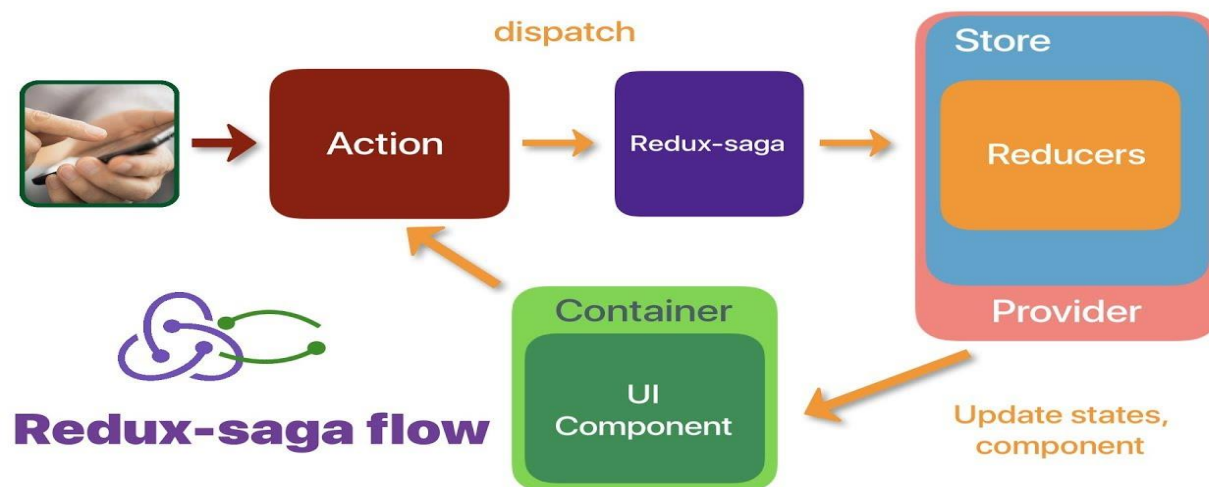 dispatch
Store
Action
Redux-saga
Reducers
Provider
Container
UI
Component
Update states,
component
Redux-saga flow